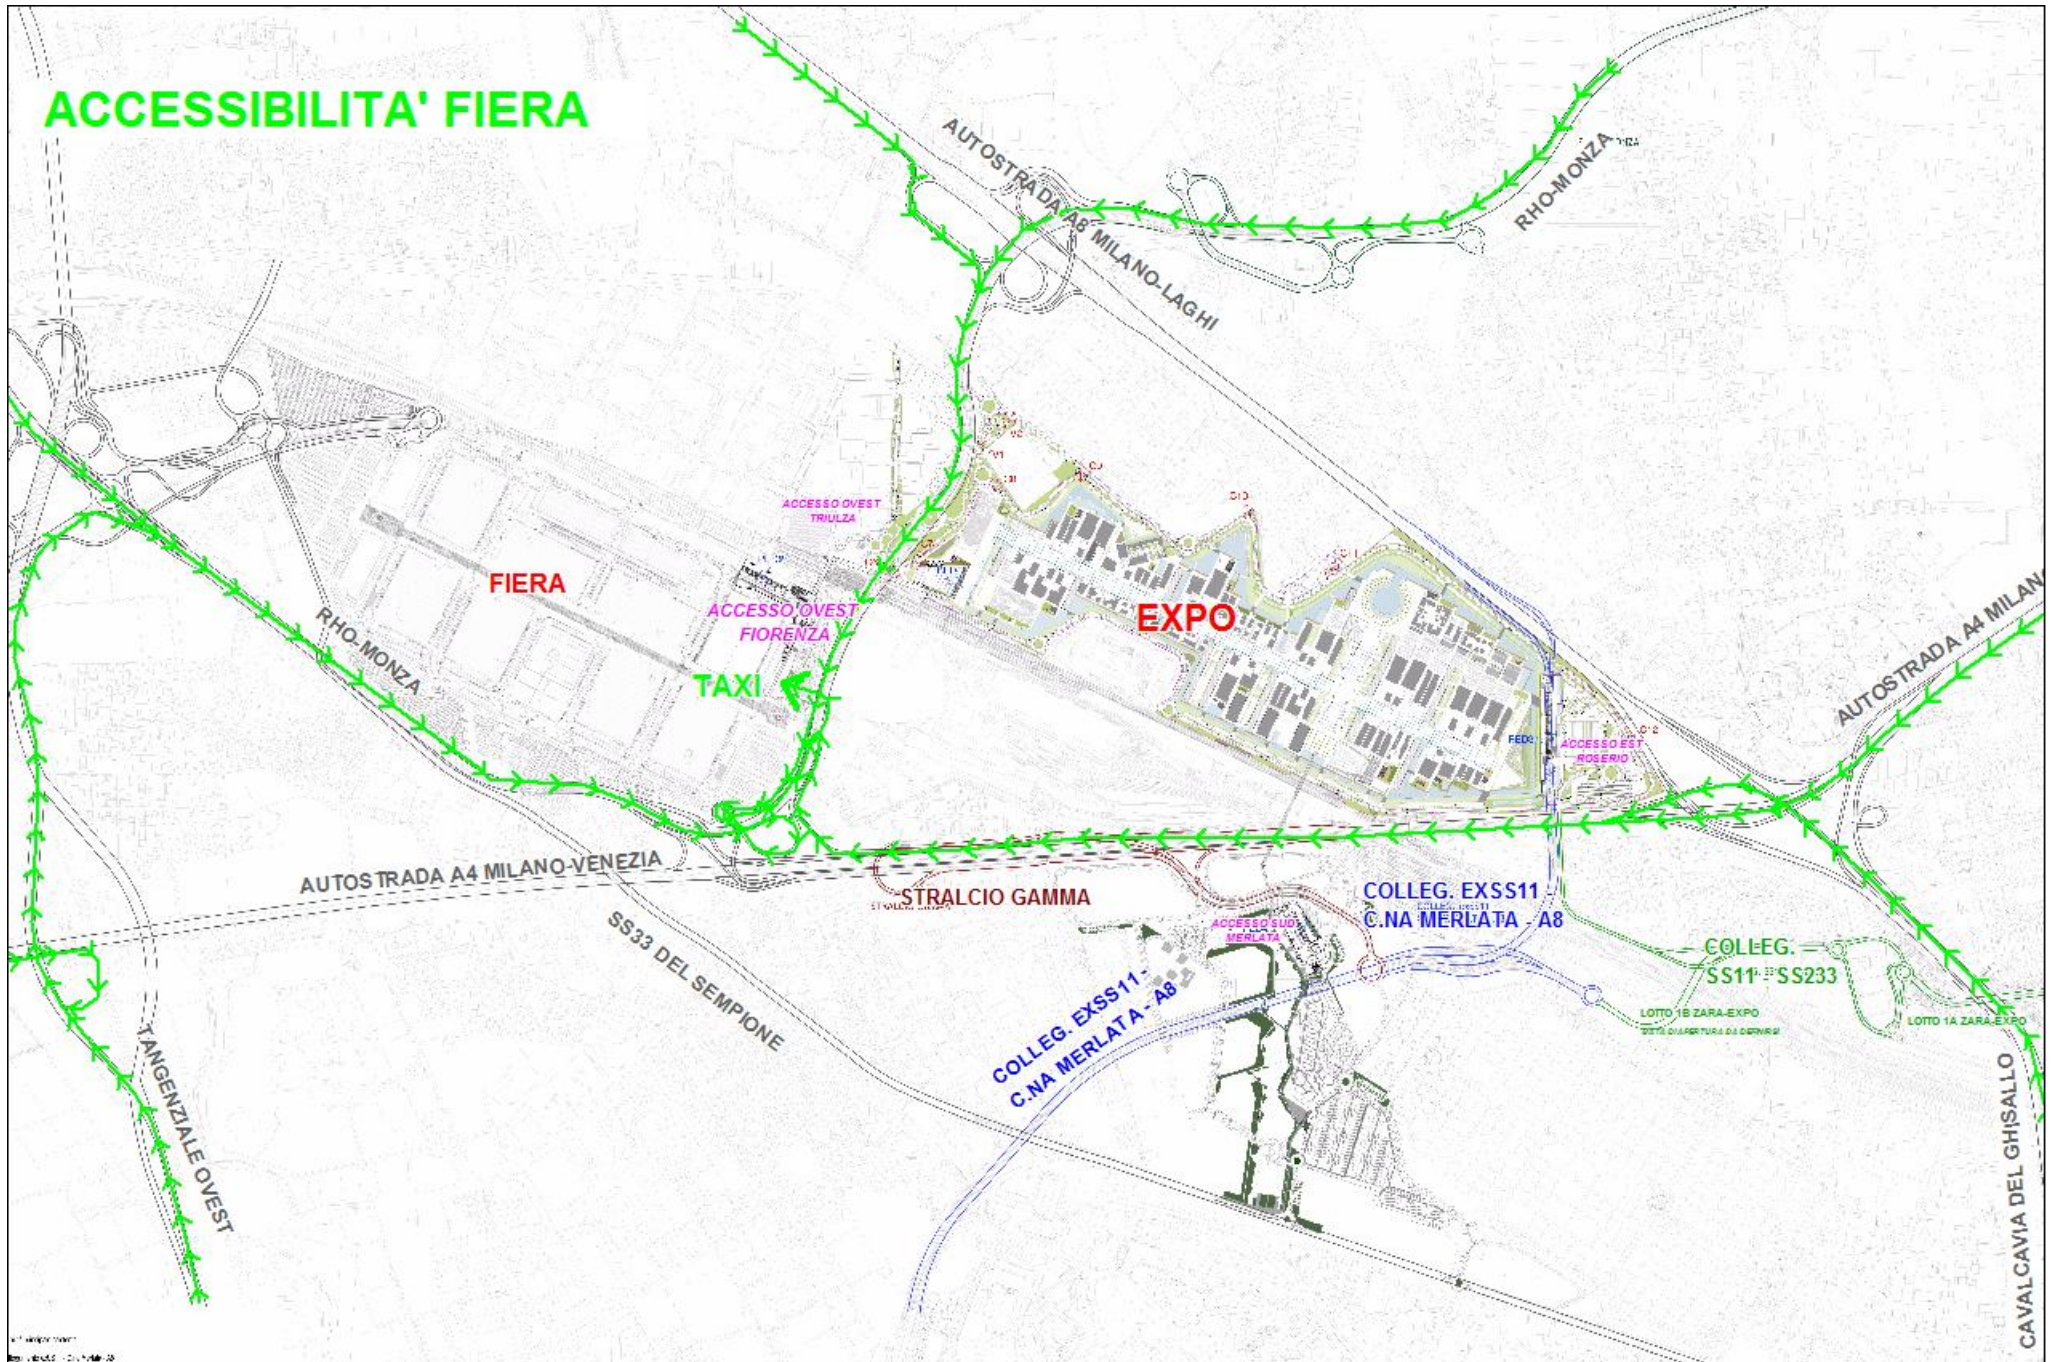 ACCESSIBILITA' FIERA
AUTOSTRADA A8 MILANO-LAGHI
RHO-MONZA
ACCESSO OVEST
TRIULZA
FIERA
ACCESSO OVEST
FIORENZA
EXPO
RHO-MONZA
TAXI
AUTOSTRADA A4 MILANO
ACCESSO EST
ROSERIO
AUTOSTRADA A4 MILANO-VENEZIA
STRALCIO GAMMA
COLLEG. EXSS11 -
C.NA MERLATA - A8
ACCESSO SUD
MERLATA
SS33 DEL SEMPIONE
COLLEG.
SS11 - SS233
COLLEG. EXSS11 -
C.NA MERLATA - A8
LOTTO 1B ZARA-EXPO
LOTTO 1A ZARA-EXPO
TANGENZIALE OVEST
CAVALCAVIA DEL GHISALLO